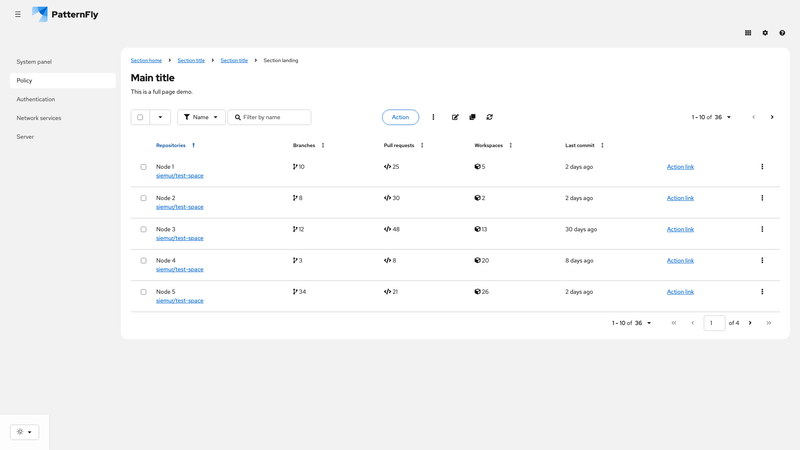 PatternFly
System panel
Policy
Authentication
Network services
Server
Section home
Section title
Section title
Section landing
Main title
This is a full page demo.
Name
Filter by name
Action
1 - 10 of 36
Repositories
Branches
Pull requests
Workspaces
Last commit
Node 1
siemur/test-space
10
25
5
2 days ago
Action link
Node 2
siemur/test-space
8
30
2
2 days ago
Action link
Node 3
siemur/test-space
12
48
13
30 days ago
Action link
Node 4
siemur/test-space
3
8
20
8 days ago
Action link
Node 5
siemur/test-space
34
21
26
2 days ago
Action link
1 - 10 of 36
1
of 4